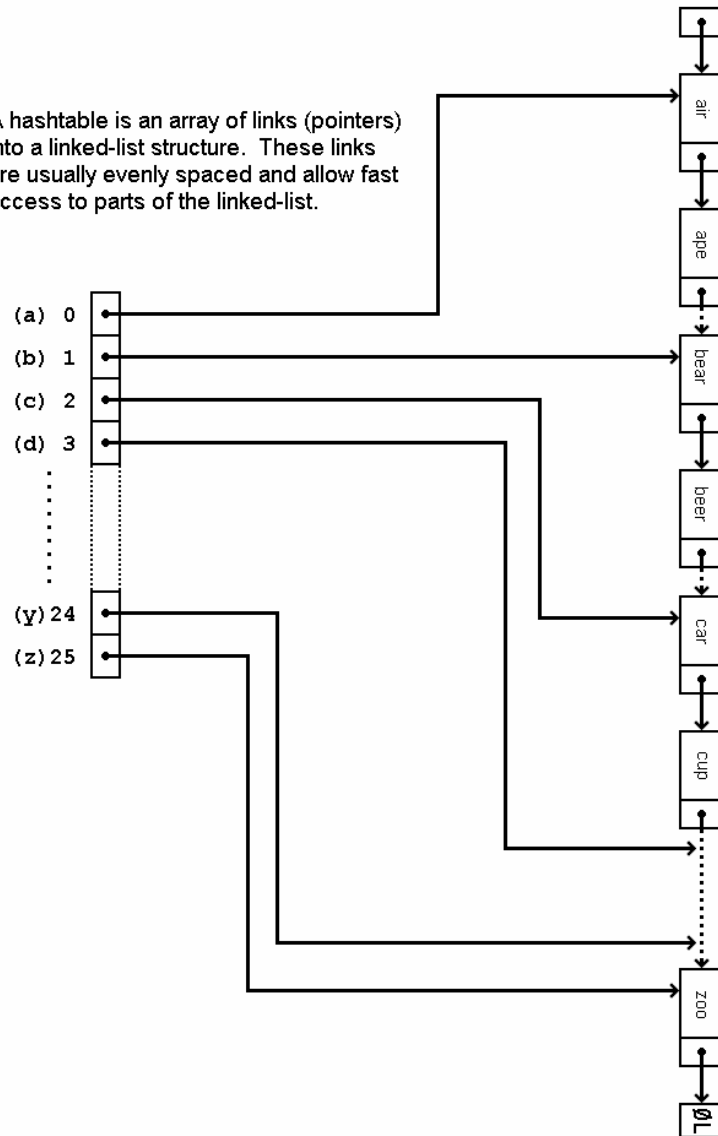 A hashtable is an array of links (pointers)
into a linked-list structure. These links
are usually evenly spaced and allow fast
access to parts of the linked-list.
(a) 0
(b) 1
(c) 2
(d) 3
(y) 24
(z) 25
air
ape
bear
beer
car
cup
zoo